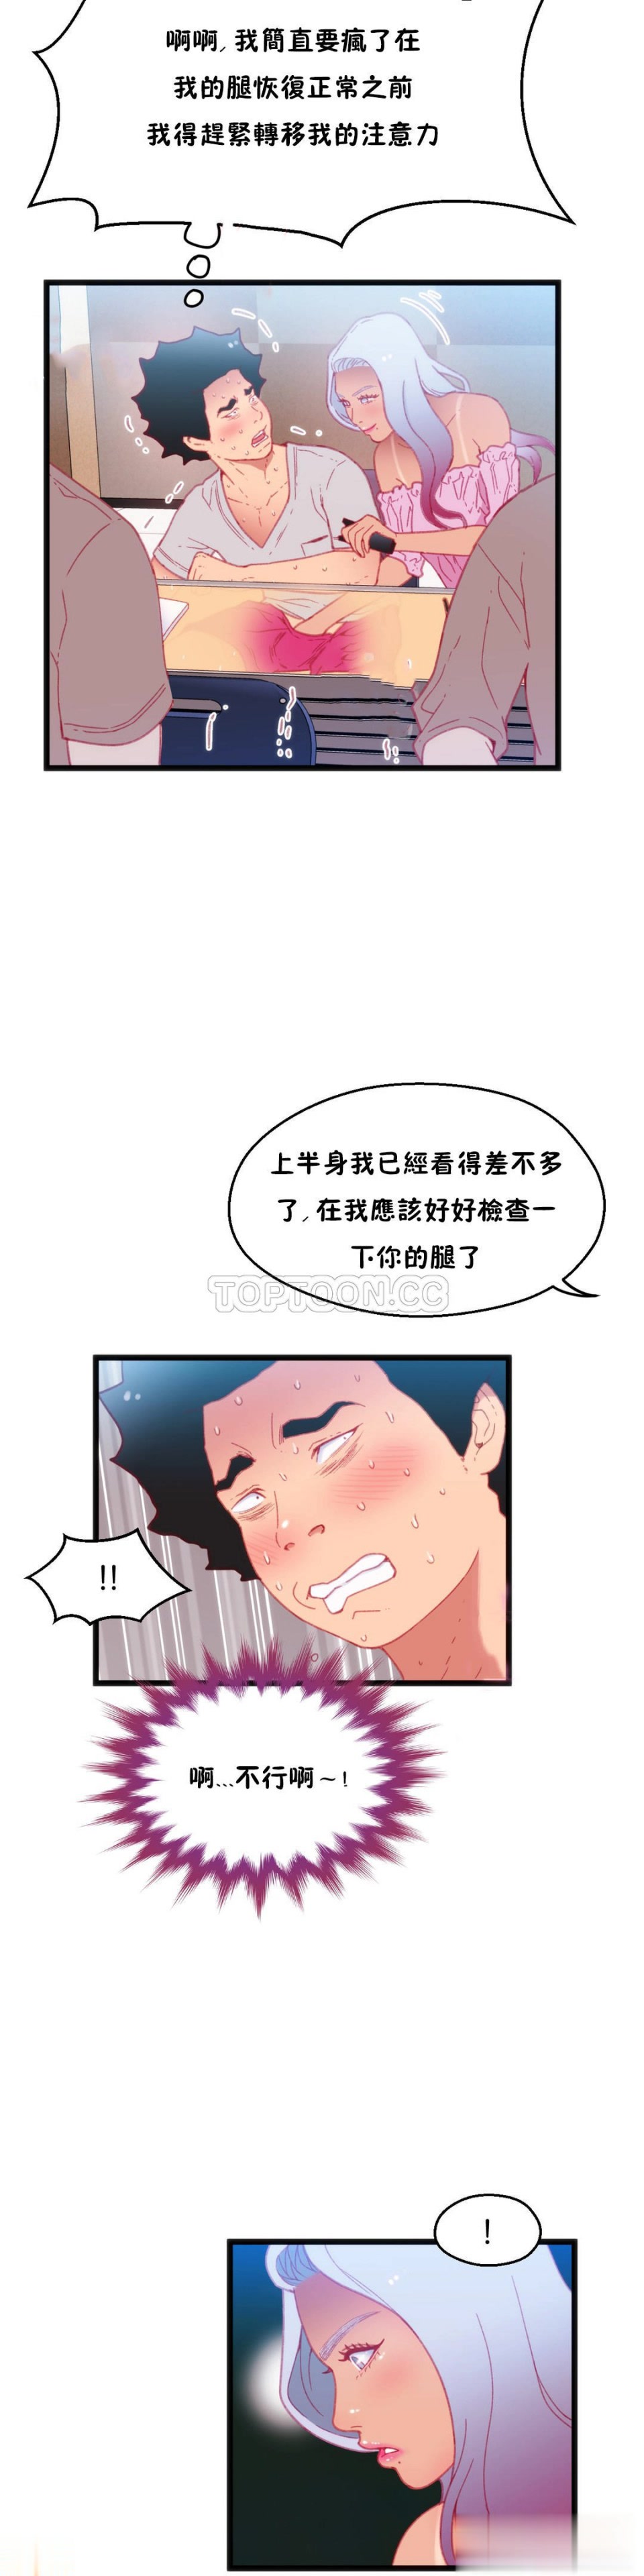 啊啊, 我簡直要瘋了在
我的腿恢復正常之前
我得趕緊轉移我的注意力
上半身我已經看得差不多
了, 在我應該好好檢查一
下你的腿了
TOPTOON.CC
!!
啊...不行啊~!
!